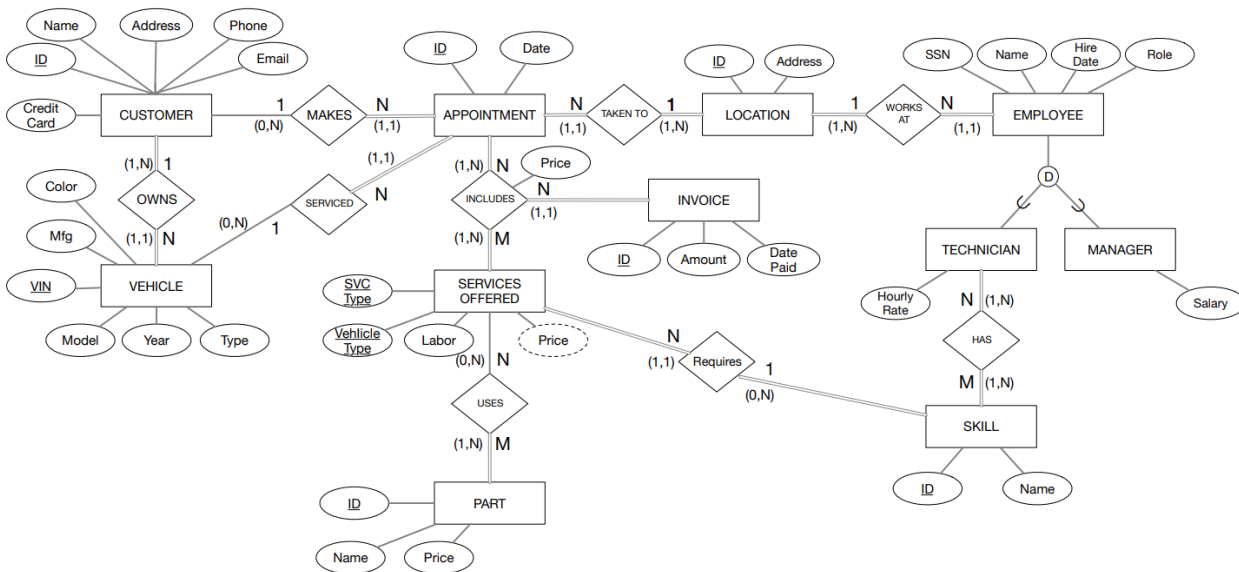 Name
Address
Phone
ID
Email
Credit
Card
CUSTOMER
1
(0,N)
MAKES
N
(1,1)
ID
Date
APPOINTMENT
N
(1,1)
TAKEN TO
1
(1,N)
ID
Address
LOCATION
1
(1,N)
WORKS
AT
N
(1,1)
SSN
Name
Hire
Date
Role
EMPLOYEE
D
(1,N)
1
OWNS
(1,1)
N
(1,1)
SERVICED
N
(0,N)
1
(1,N)
N
Price
INCLUDES
N
(1,1)
INVOICE
ID
Amount
Date
Paid
(1,N)
M
Color
Mfg
VIN
VEHICLE
Model
Year
Type
SERVICES
OFFERED
SVC
Type
Vehlicle
Type
Labor
Price
(0,N)
N
USES
(1,N)
M
PART
ID
Name
Price
N
(1,1)
Requires
1
(0,N)
TECHNICIAN
MANAGER
Hourly
Rate
Salary
N
(1,N)
HAS
M
(1,N)
SKILL
ID
Name